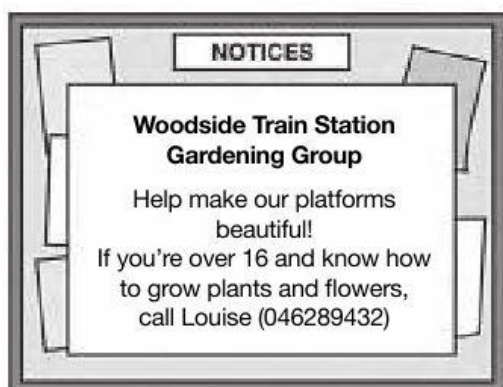 NOTICES
Woodside Train Station
Gardening Group
Help make our platforms
beautiful!
If you're over 16 and know how
to grow plants and flowers,
call Louise (046289432)